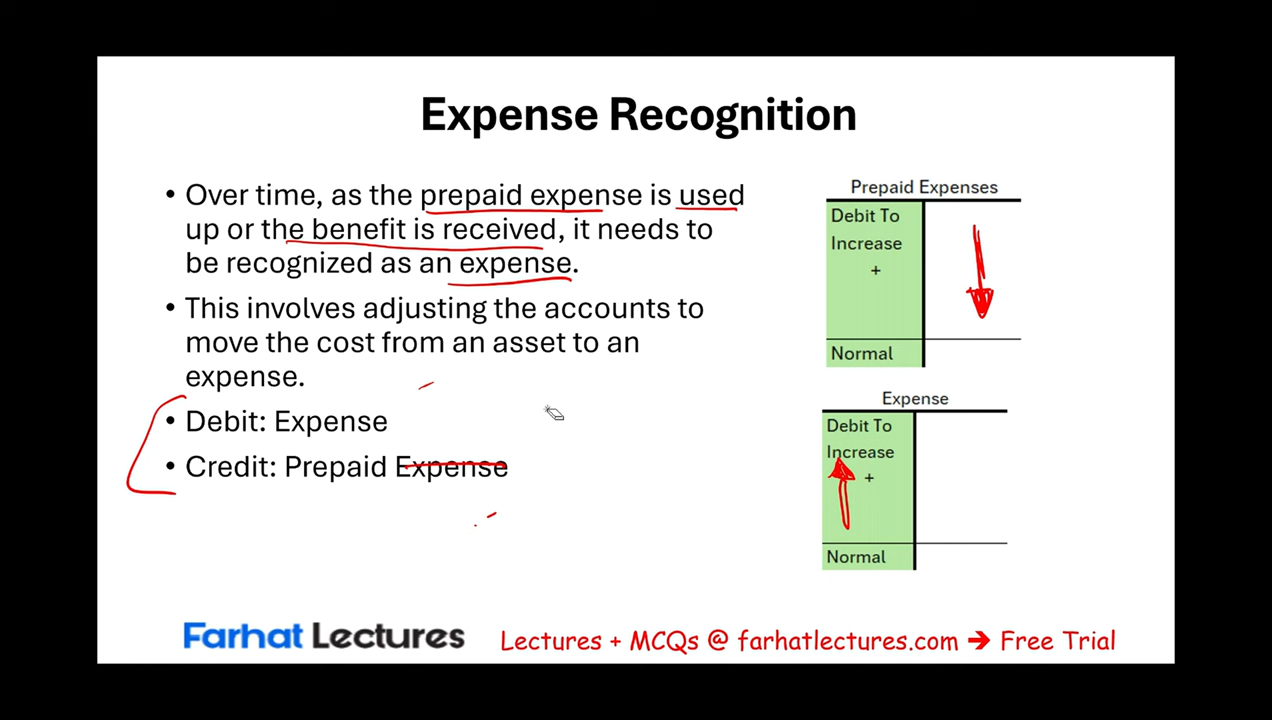 Expense Recognition
• Over time, as the prepaid expense is used
up or the benefit is received, it needs to
be recognized as an expense.
• This involves adjusting the accounts to
move the cost from an asset to an
expense.
• Debit: Expense
• Credit: Prepaid Expense
Prepaid Expenses
Debit To
Increase
+
Normal
Expense
Debit To
Increase
+
Normal
Farhat Lectures
Lectures + MCQs @ farhatlectures.com ➔ Free Trial